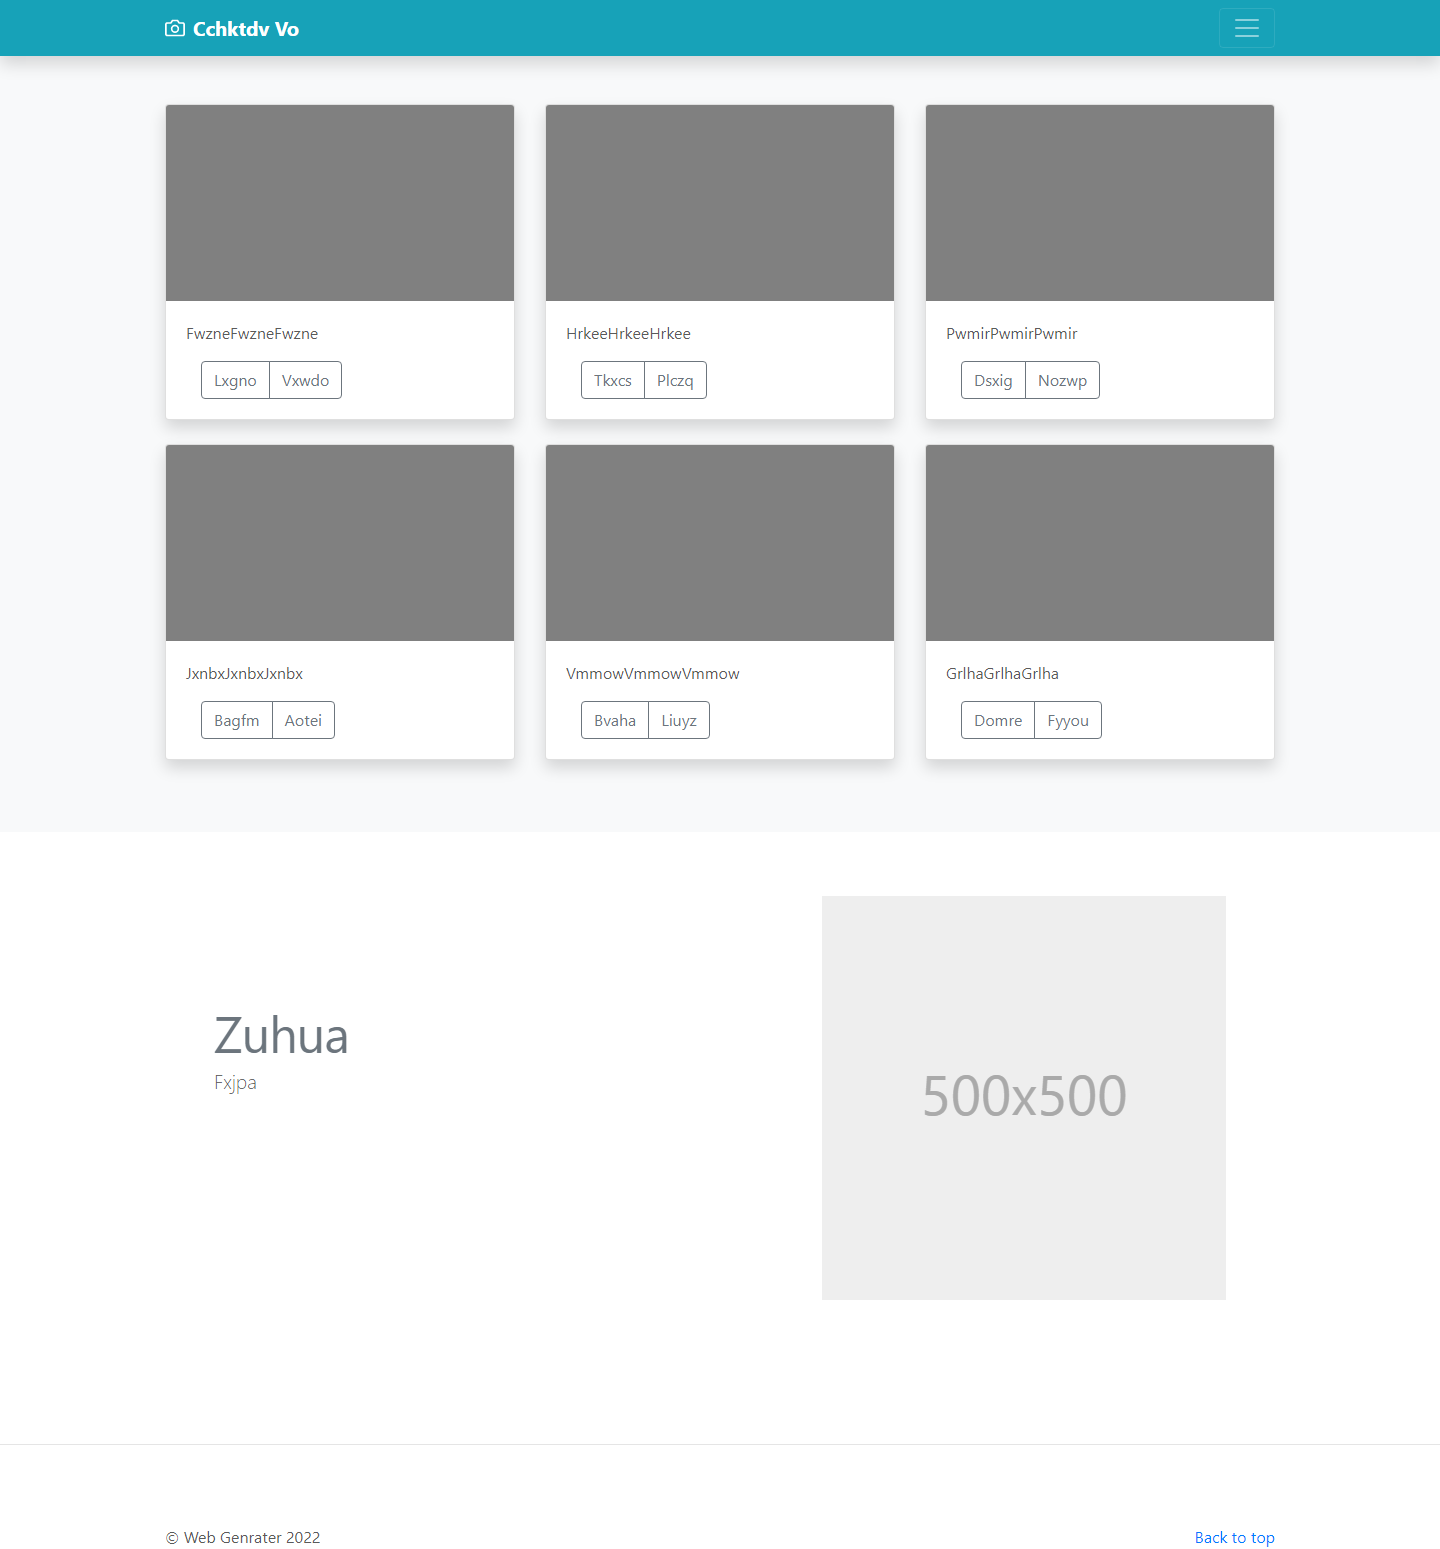 Cchktdv Vo
FwzneFwzneFwzne
Lxgno Vxwdo
HrkeeHrkeeHrkee
Tkxcs Plczq
PwmirPwmirPwmir
Dsxig Nozwp
JxnbxJxnbxJxnbx
Bagfm Aotei
VmmowVmmowVmmow
Bvaha Liuyz
GrlhaGrlhaGrlha
Domre Fyyou
Zuhua
Fxjpa
500x500
© Web Genrater 2022
Back to top